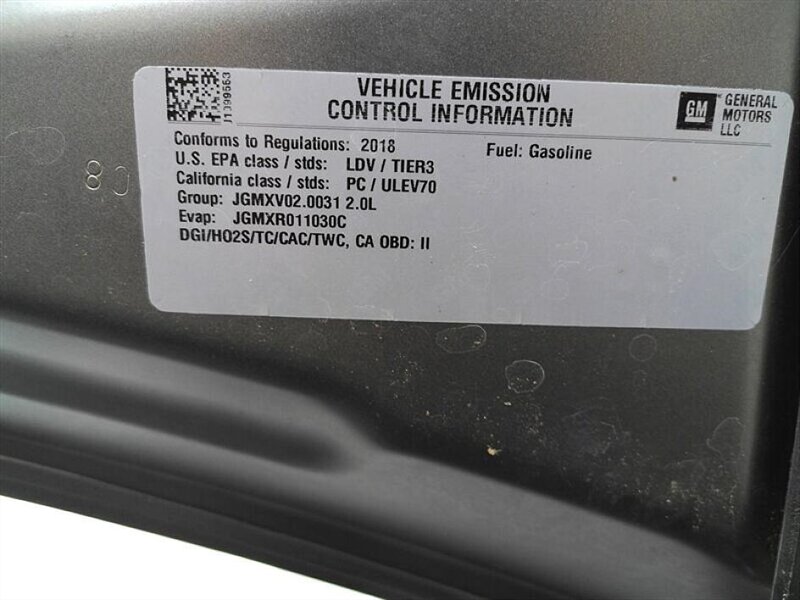 VEHICLE EMISSION
CONTROL INFORMATION
GM
GENERAL
MOTORS
LLC
Conforms to Regulations: 2018
Fuel: Gasoline
U.S. EPA class / stds: LDV / TIER3
California class / stds: PC / ULEV70
Group: JGMXV02.0031 2.0L
Evap: JGMXR011030C
DGI/HO2S/TC/CAC/TWC, CA OBD: II